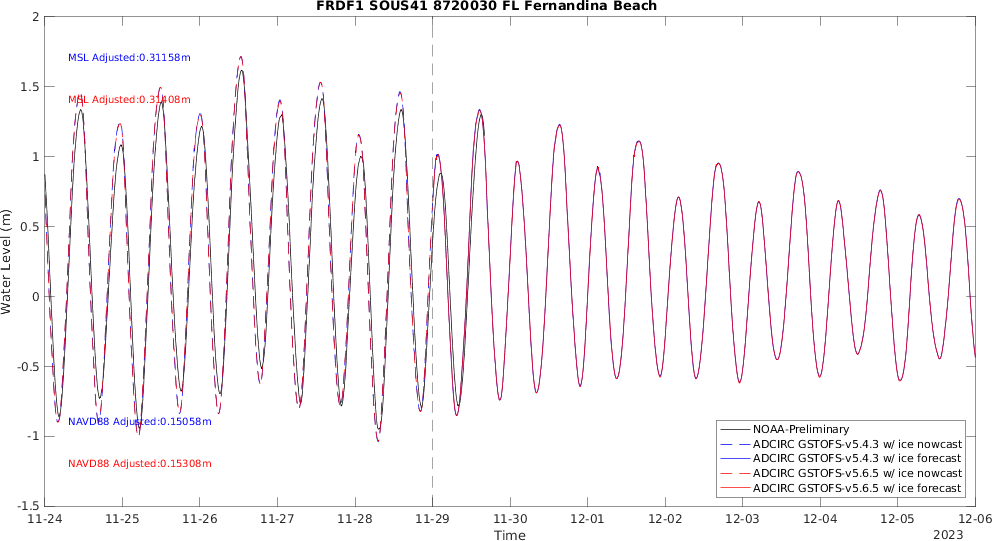 FRDF1 SOUS41 8720030 FL Fernandina Beach
2
1.5
1
0.5
0
-0.5
-1
-1.5
Water Level (m)
MSL Adjusted:0.31158m
MSL Adjusted:0.31408m
NAVD88 Adjusted:0.15058m
NAVD88 Adjusted:0.15308m
NOAA-Preliminary
ADCIRC GSTOFS-v5.4.3 w/ ice nowcast
ADCIRC GSTOFS-v5.4.3 w/ ice forecast
ADCIRC GSTOFS-v5.6.5 w/ ice nowcast
ADCIRC GSTOFS-v5.6.5 w/ ice forecast
11-24 11-25 11-26 11-27 11-28 11-29 11-30 12-01 12-02 12-03 12-04 12-05 12-06
Time
2023